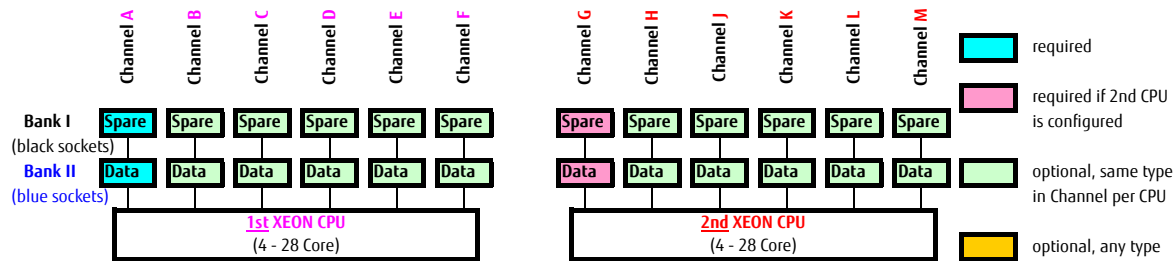 Channel A
Channel B
Channel C
Channel D
Channel E
Channel F
Channel G
Channel H
Channel J
Channel K
Channel L
Channel M
Bank I
(black sockets)
Spare Spare Spare Spare Spare Spare Spare Spare Spare Spare Spare Spare
Bank II
(blue sockets)
Data Data Data Data Data Data Data Data Data Data Data Data
1st XEON CPU
(4 - 28 Core)
2nd XEON CPU
(4 - 28 Core)
required
required if 2nd CPU
is configured
optional, same type
in Channel per CPU
optional, any type